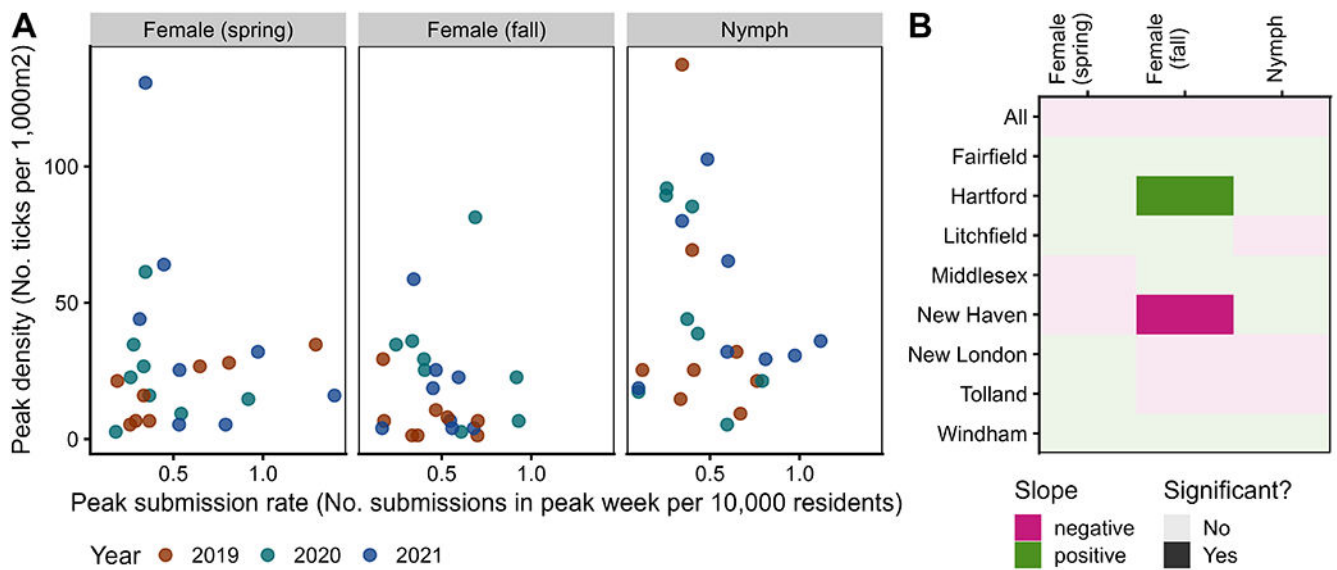 A
Female (spring)
Female (fall)
Nymph
Peak density (No. ticks per 1,000m2)
100
50
0
0.5
1.0
0.5
1.0
0.5
1.0
Peak submission rate (No. submissions in peak week per 10,000 residents)
Year
2019
2020
2021
B
Female
(spring)
Female
(fall)
Nymph
All
Fairfield
Hartford
Litchfield
Middlesex
New Haven
New London
Tolland
Windham
Slope
negative
positive
Significant?
No
Yes